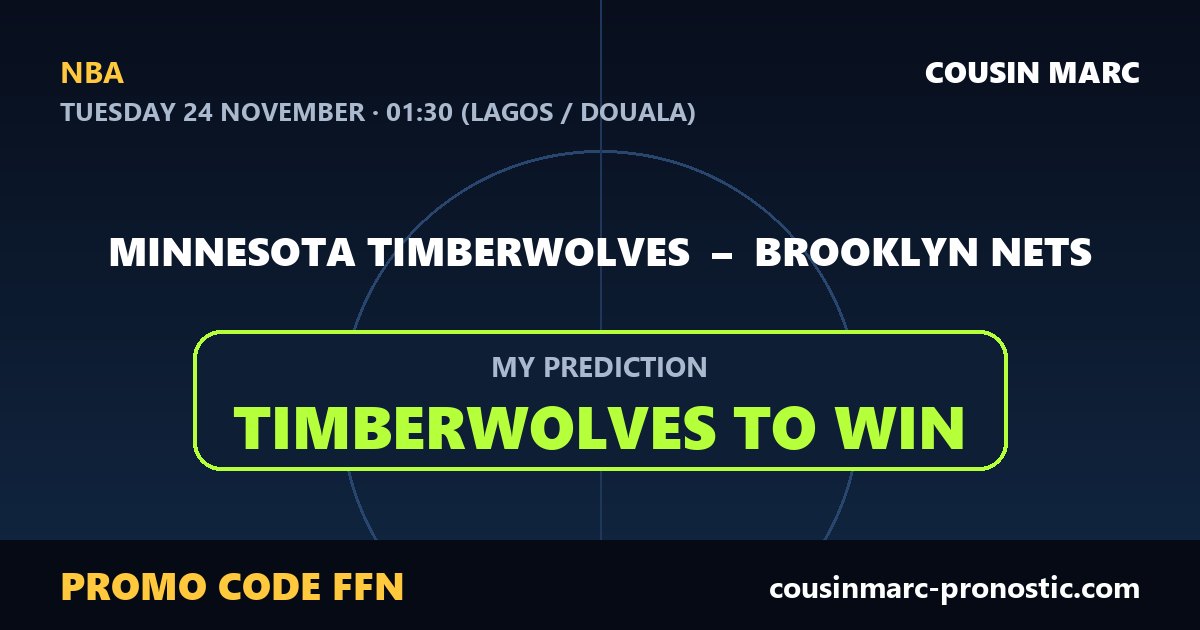 NBA
COUSIN MARC
TUESDAY 24 NOVEMBER · 01:30 (LAGOS / DOUALA)
MINNESOTA TIMBERWOLVES – BROOKLYN NETS
MY PREDICTION
TIMBERWOLVES TO WIN
PROMO CODE FFN
cousinmarc-pronostic.com